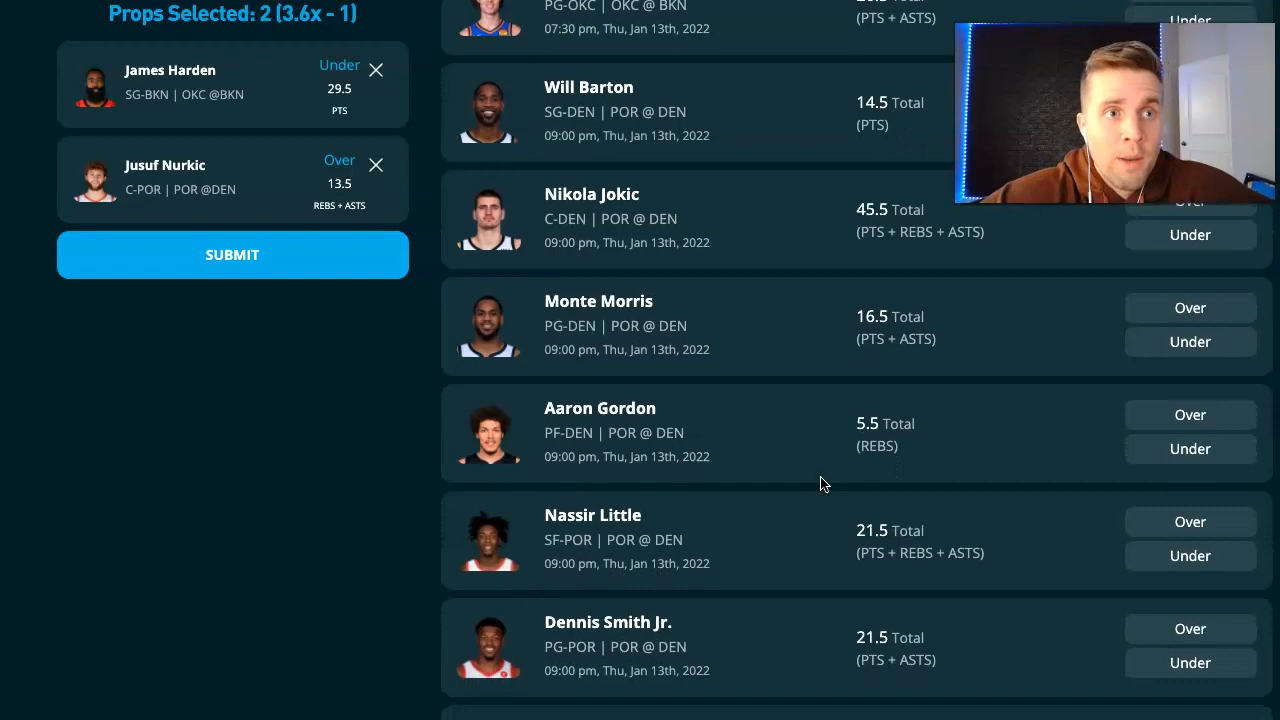 Props Selected: 2 (3.6x - 1)
James Harden
SG-BKN | OKC @BKN
Under
29.5
PTS
Jusuf Nurkic
C-POR | POR @DEN
Over
13.5
REBS + ASTS
SUBMIT
PG-OKC | OKC @ BKN
07:30 pm, Thu, Jan 13th, 2022
Total
(PTS + ASTS)
Under
Will Barton
SG-DEN | POR @ DEN
09:00 pm, Thu, Jan 13th, 2022
14.5 Total
(PTS)
Nikola Jokic
C-DEN | POR @ DEN
09:00 pm, Thu, Jan 13th, 2022
45.5 Total
(PTS + REBS + ASTS)
Over
Under
Monte Morris
PG-DEN | POR @ DEN
09:00 pm, Thu, Jan 13th, 2022
16.5 Total
(PTS + ASTS)
Over
Under
Aaron Gordon
PF-DEN | POR @ DEN
09:00 pm, Thu, Jan 13th, 2022
5.5 Total
(REBS)
Over
Under
Nassir Little
SF-POR | POR @ DEN
09:00 pm, Thu, Jan 13th, 2022
21.5 Total
(PTS + REBS + ASTS)
Over
Under
Dennis Smith Jr.
PG-POR | POR @ DEN
09:00 pm, Thu, Jan 13th, 2022
21.5 Total
(PTS + ASTS)
Over
Under